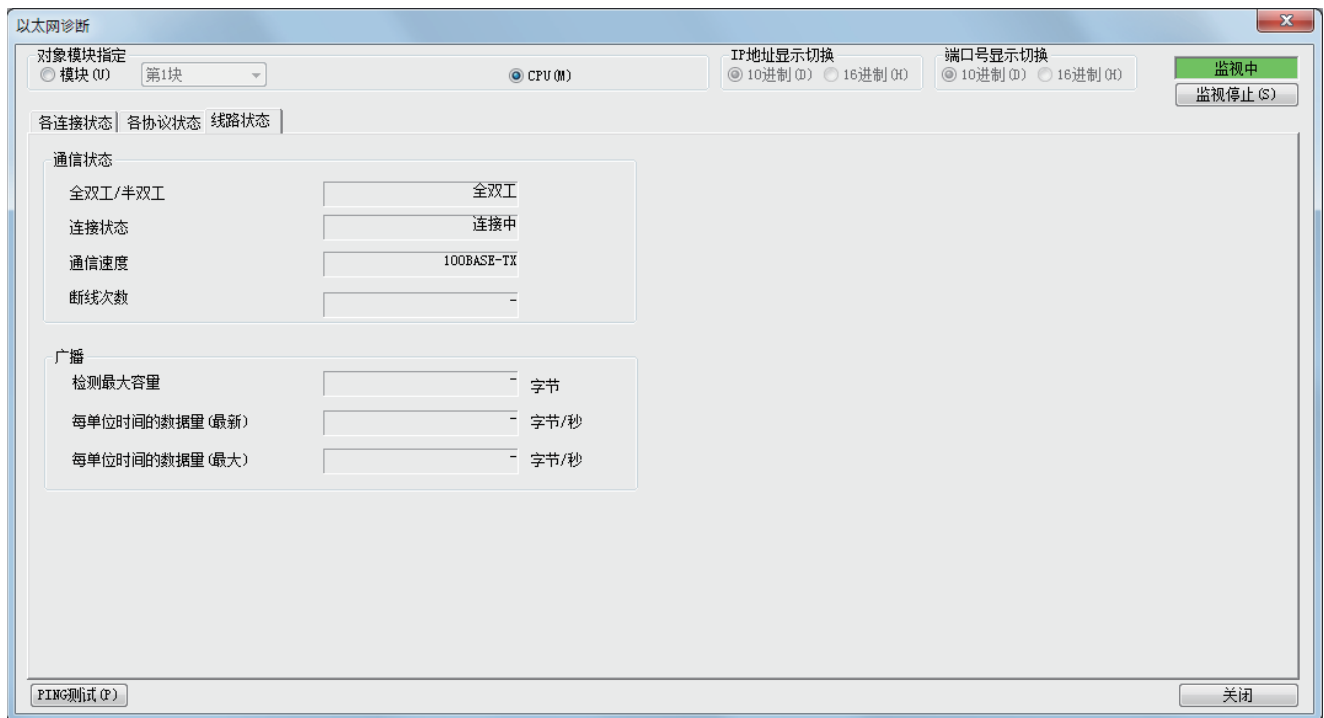 以太网诊断
对象模块指定
模块(U) 第1块 CPU(M)
IP地址显示切换
10进制(D) 16进制(H)
端口号显示切换
10进制(D) 16进制(H)
监视中
监视停止(S)
各连接状态 各协议状态 线路状态
通信状态
全双工/半双工 全双工
连接状态 连接中
通信速度 100BASE-TX
断线次数 -
广播
检测最大容量 - 字节
每单位时间的数据量(最新) - 字节/秒
每单位时间的数据量(最大) - 字节/秒
PING测试(P) 关闭